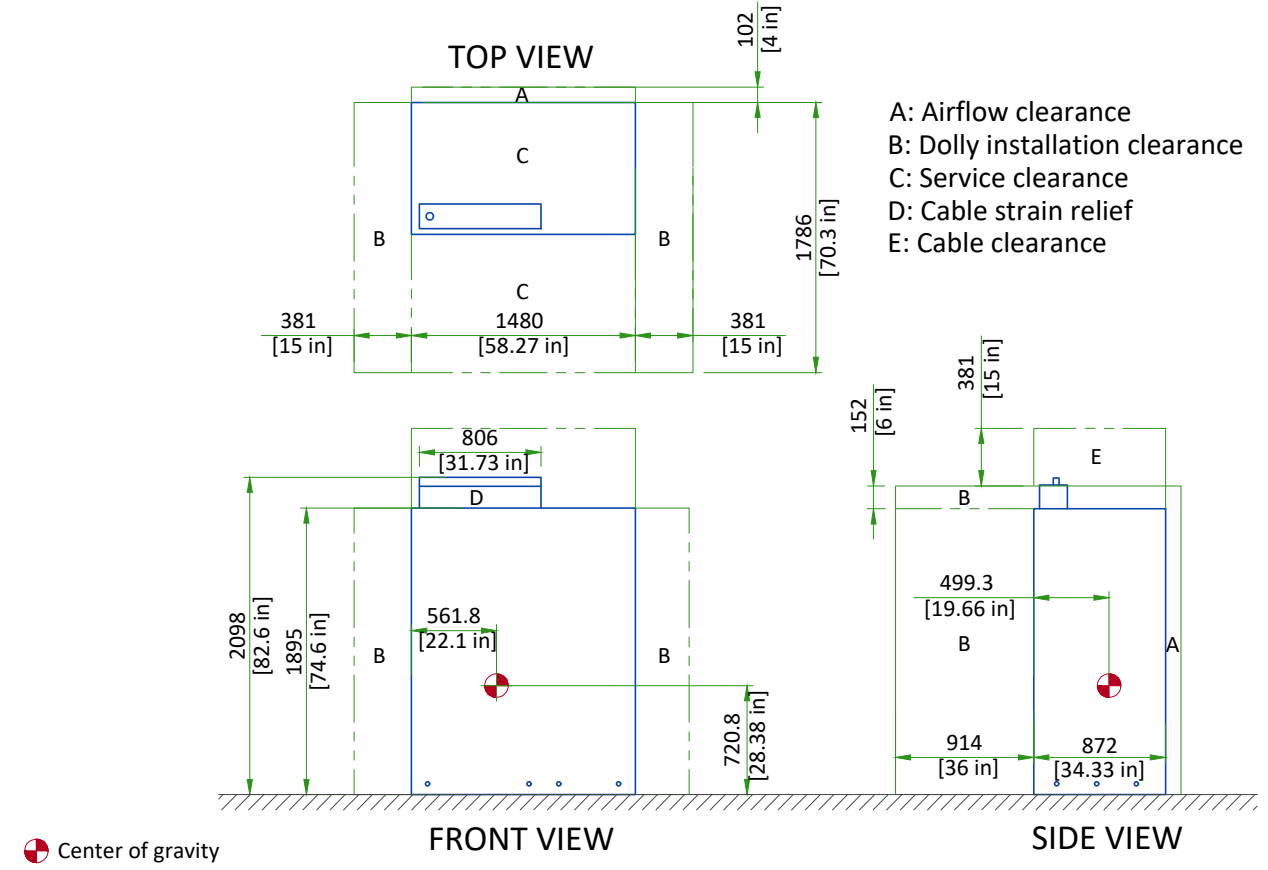 102
[4 in]
TOP VIEW
A
C
B
B
C
1786
[70.3 in]
381
[15 in]
1480
[58.27 in]
381
[15 in]
A: Airflow clearance
B: Dolly installation clearance
C: Service clearance
D: Cable strain relief
E: Cable clearance
806
[31.73 in]
D
2098
[82.6 in]
1895
[74.6 in]
561.8
[22.1 in]
B
B
720.8
[28.38 in]
FRONT VIEW
381
[15 in]
152
[6 in]
E
B
499.3
[19.66 in]
B
A
914
[36 in]
872
[34.33 in]
SIDE VIEW
Center of gravity